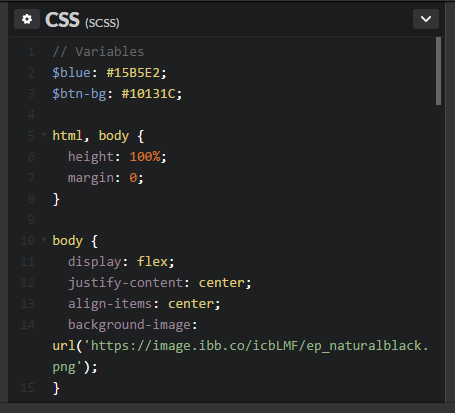 CSS (SCSS)
1 // Variables
2 $blue: #15B5E2;
3 $btn-bg: #10131C;
4
5 html, body {
6 height: 100%;
7 margin: 0;
8 }
9
10 body {
11 display: flex;
12 justify-content: center;
13 align-items: center;
14 background-image:
url('https://image.ibb.co/icbLMF/ep_naturalblack.
png');
15 }